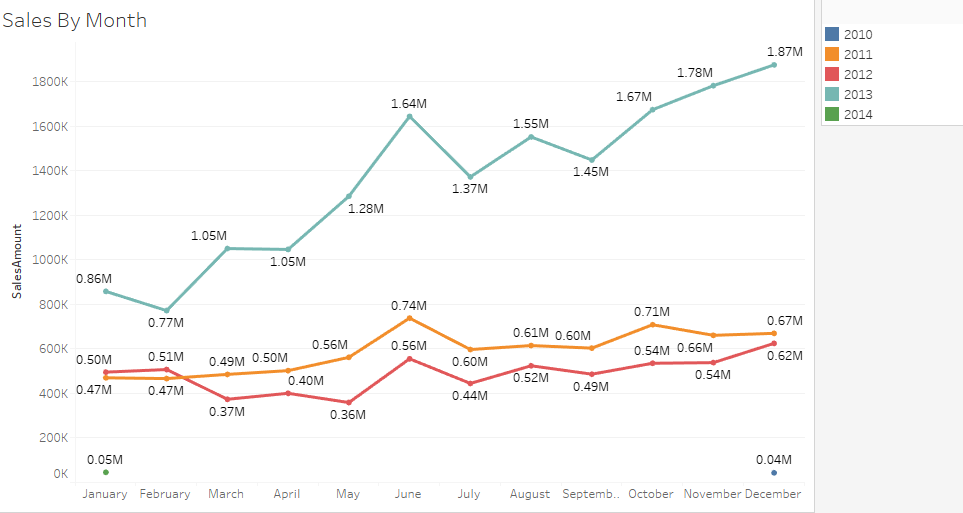 Sales By Month
2010
2011
2012
2013
2014
SalesAmount
1800K
1600K
1400K
1200K
1000K
800K
600K
400K
200K
0K
0.86M
0.77M
1.05M
1.05M
1.28M
1.64M
1.37M
1.55M
1.45M
1.67M
1.78M
1.87M
0.47M
0.47M
0.49M
0.50M
0.56M
0.74M
0.60M
0.61M
0.60M
0.71M
0.66M
0.67M
0.50M
0.51M
0.37M
0.40M
0.36M
0.56M
0.44M
0.52M
0.49M
0.54M
0.54M
0.62M
0.05M
0.04M
January February March April May June July August Septemb.. October November December